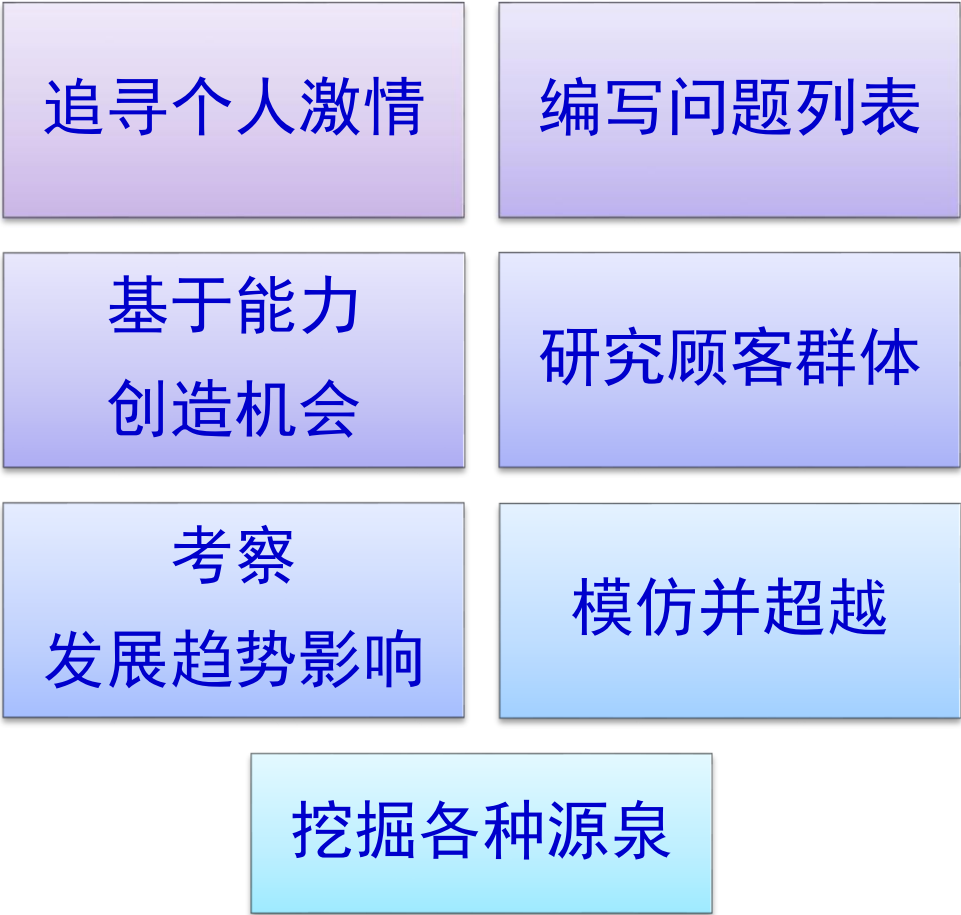 追寻个人激情
编写问题列表
基于能力
创造机会
研究顾客群体
考察
发展趋势影响
模仿并超越
挖掘各种源泉